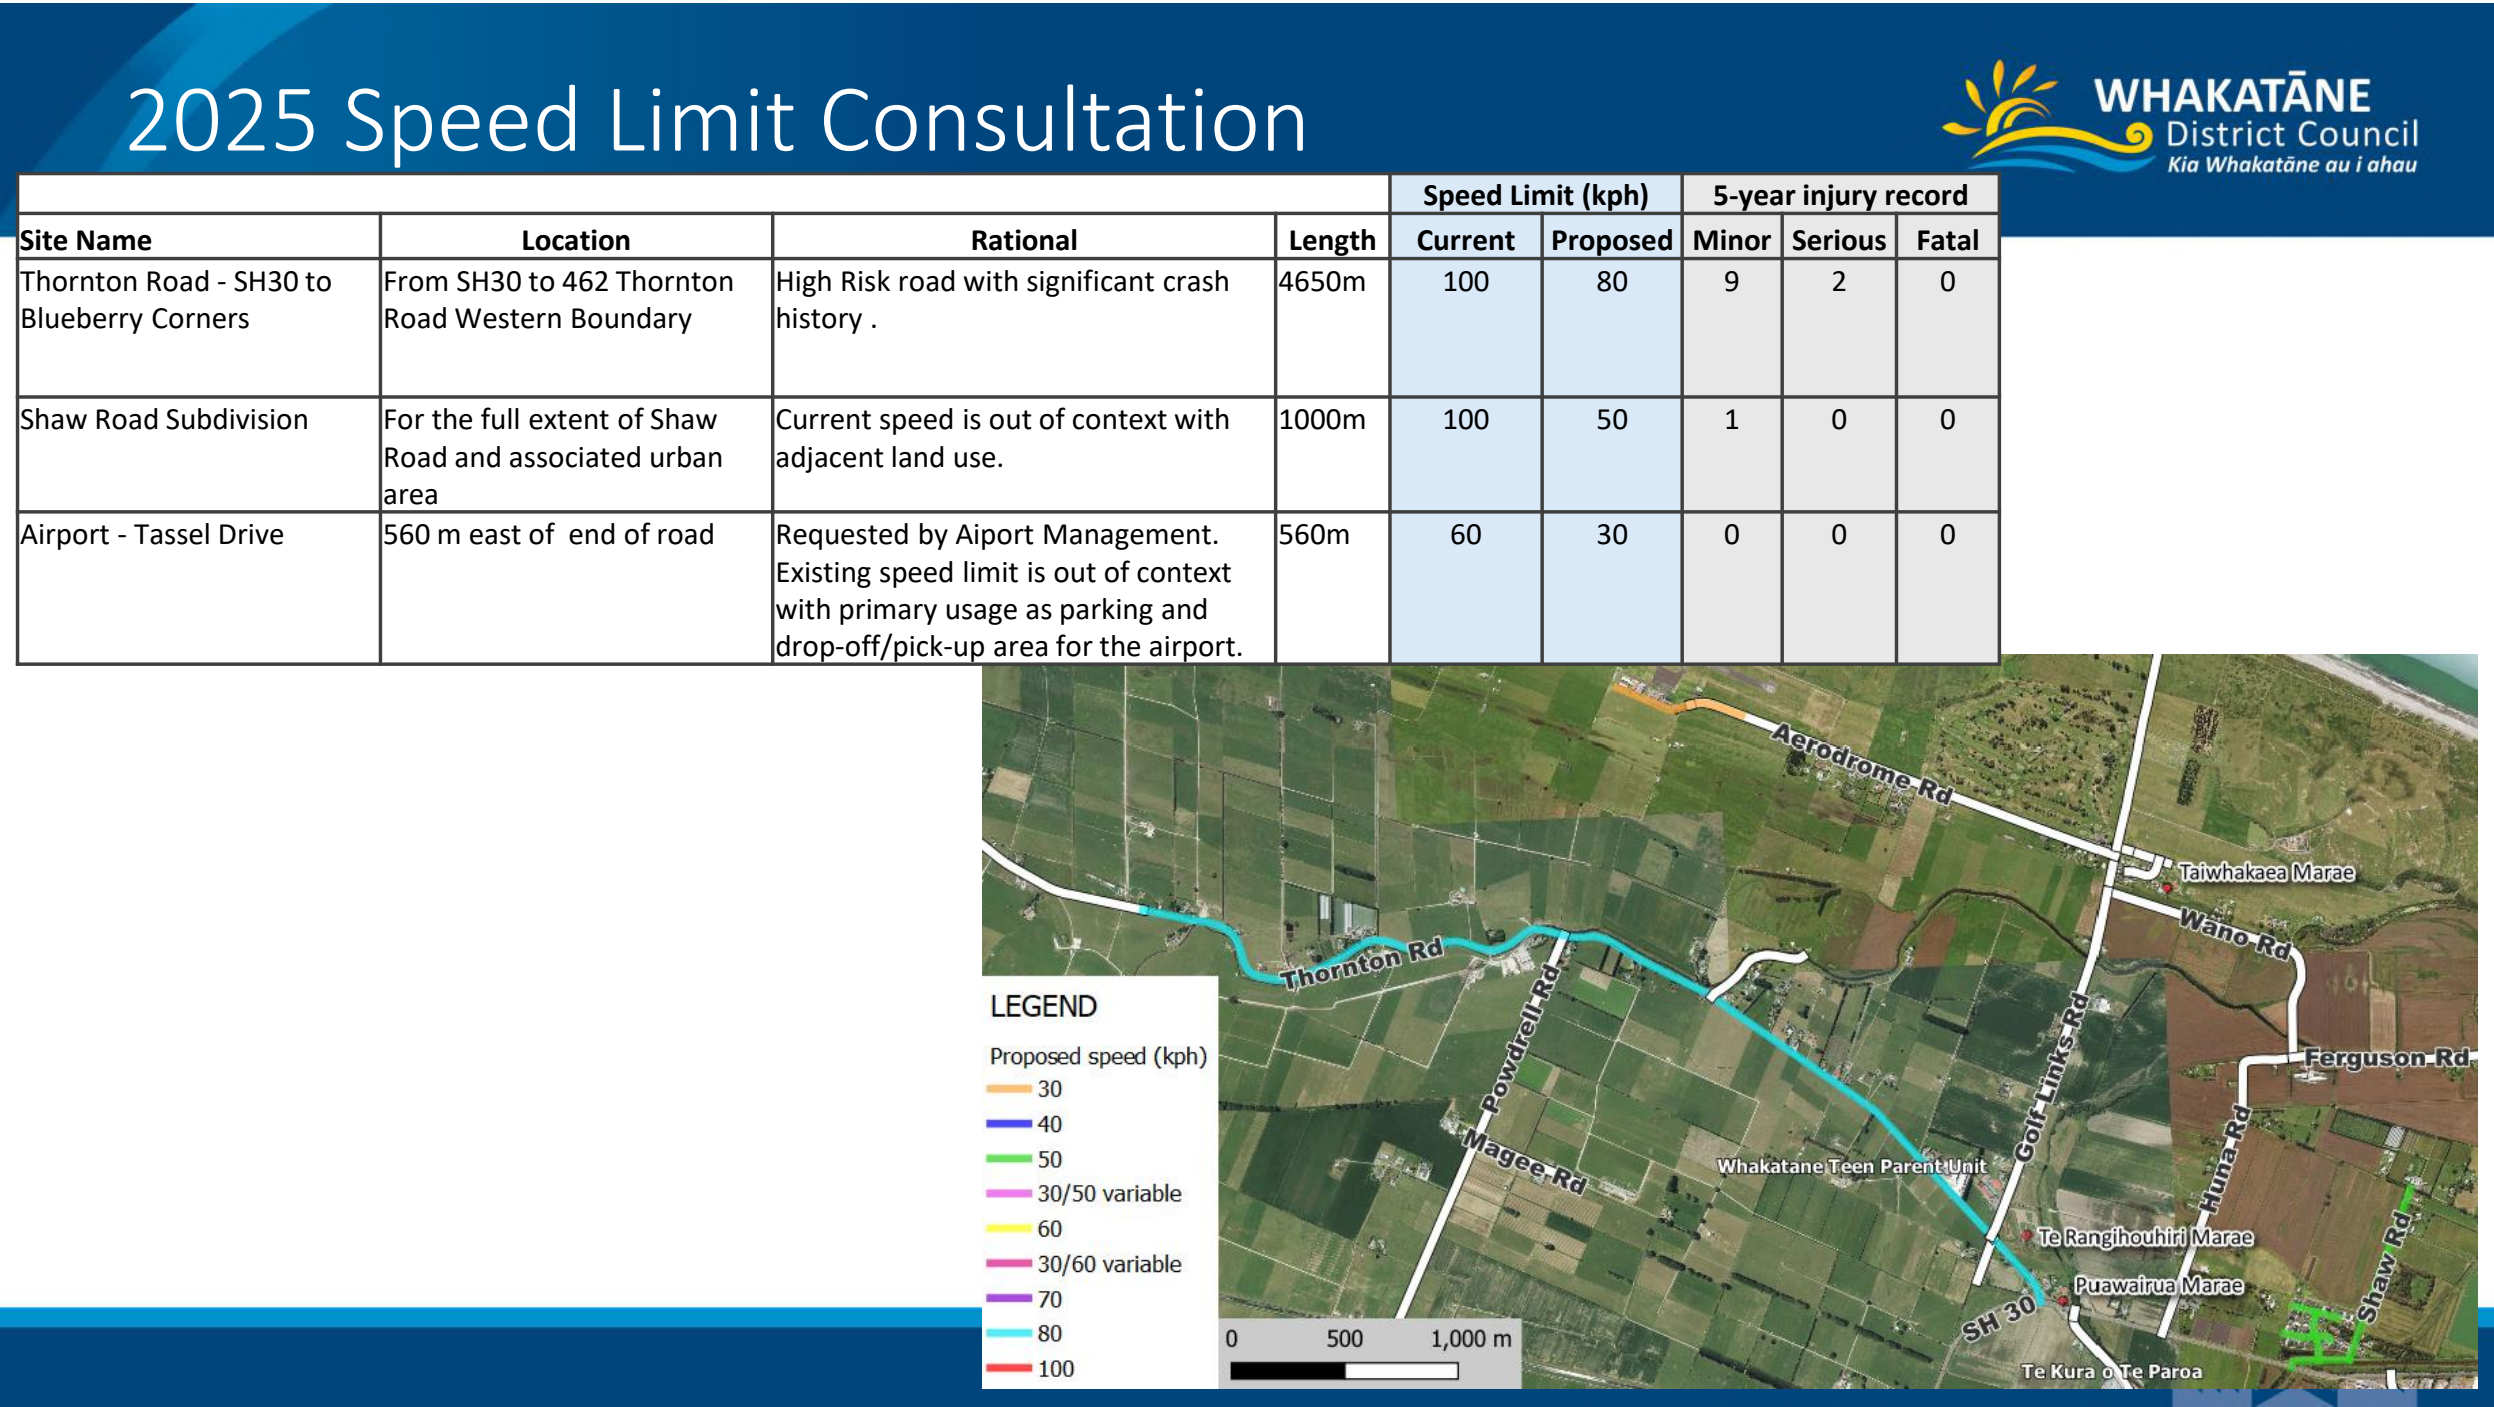 2025 Speed Limit Consultation
WHAKATĀNE
District Council
Kia Whakatāne au i ahau
Speed Limit (kph) 5-year injury record
Site Name Location Rational Length Current Proposed Minor Serious Fatal
Thornton Road - SH30 to From SH30 to 462 Thornton High Risk road with significant crash 4650m 100 80 9 2 0
Blueberry Corners Road Western Boundary history .
Shaw Road Subdivision For the full extent of Shaw Current speed is out of context with 1000m 100 50 1 0 0
Road and associated urban adjacent land use.
area
Airport - Tassel Drive 560 m east of  end of road Requested by Aiport Management. 560m 60 30 0 0 0
Existing speed limit is out of context
with primary usage as parking and
drop-off/pick-up area for the airport.
Aerodrome Rd
Taiwhakaea Marae
Wano Rd
Thornton Rd
Powdrell Rd
Golf Links Rd
Ferguson Rd
Huna Rd
Magee Rd
Whakatane Teen Parent Unit
Te Rangihouhiri Marae
Shaw Rd
Puawairua Marae
SH 30
Te Kura o Te Paroa
LEGEND
Proposed speed (kph)
30
40
50
30/50 variable
60
30/60 variable
70
80
100
0 500 1,000 m